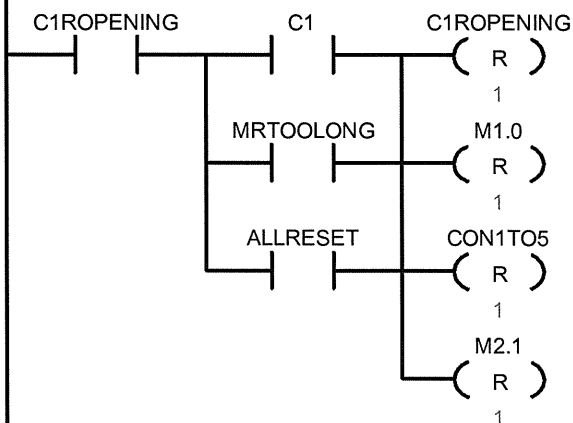 C1ROPENING C1 C1ROPENING
R
1
MRTOOLONG M1.0
R
1
ALLRESET CON1TO5
R
1
M2.1
R
1